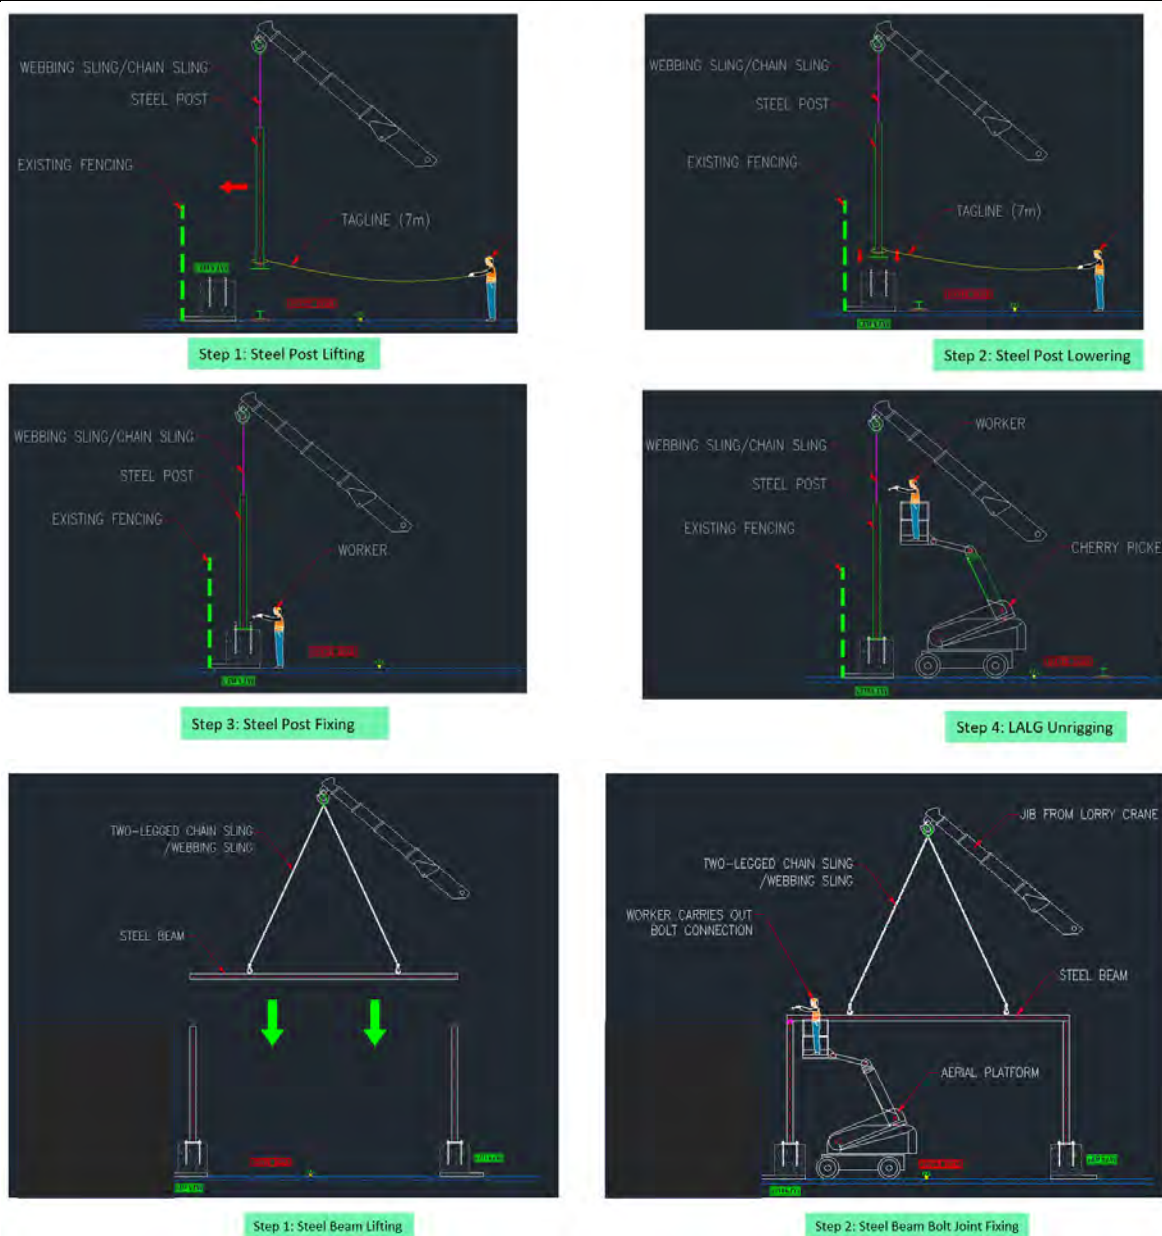 WEBBING SLING/CHAIN SLING
STEEL POST
EXISTING FENCING
TAGLINE (7m)
Step 1: Steel Post Lifting
WEBBING SLING/CHAIN SLING
STEEL POST
EXISTING FENCING
TAGLINE (7m)
Step 2: Steel Post Lowering
WEBBING SLING/CHAIN SLING
STEEL POST
EXISTING FENCING
WORKER
Step 3: Steel Post Fixing
WORKER
WEBBING SLING/CHAIN SLING
STEEL POST
EXISTING FENCING
CHERRY PICKE
Step 4: LALG Unrigging
TWO-LEGGED CHAIN SLING
/WEBBING SLING
STEEL BEAM
Step 1: Steel Beam Lifting
JIB FROM LORRY CRANE
TWO-LEGGED CHAIN SLING
/WEBBING SLING
WORKER CARRIES OUT
BOLT CONNECTION
STEEL BEAM
AERIAL PLATFORM
Step 2: Steel Beam Bolt Joint Fixing